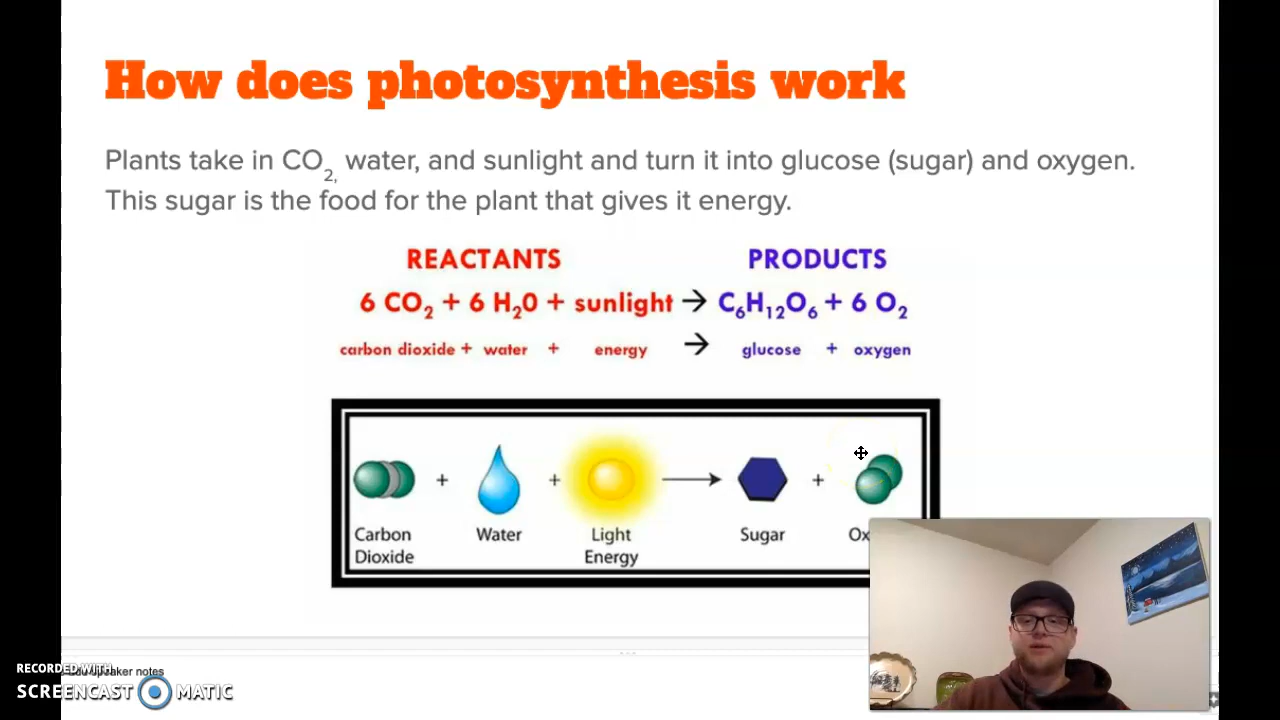 How does photosynthesis work
Plants take in CO2, water, and sunlight and turn it into glucose (sugar) and oxygen.
This sugar is the food for the plant that gives it energy.
REACTANTS PRODUCTS
6 CO2 + 6 H20 + sunlight → C6H12O6 + 6 O2
carbon dioxide + water + energy → glucose + oxygen
+ + → +
Carbon Dioxide Water Light Energy Sugar Ox
RECORDED WITH
speaker notes
SCREENCAST MATIC